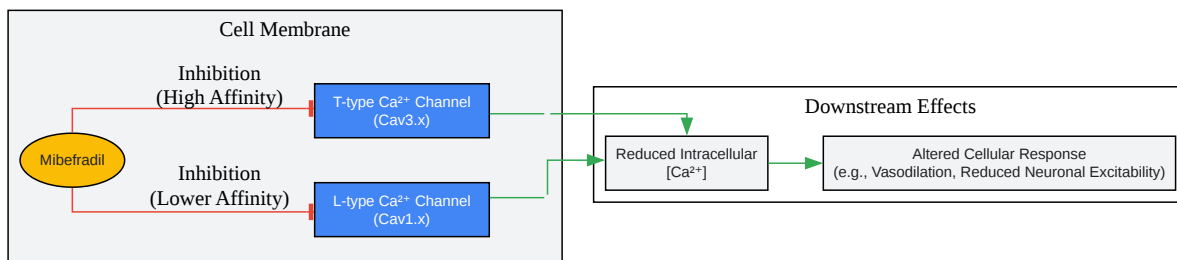 Cell Membrane
Inhibition
(High Affinity)
T-type Ca²⁺ Channel
(Cav3.x)
Mibefradil
Inhibition
(Lower Affinity)
L-type Ca²⁺ Channel
(Cav1.x)
Downstream Effects
Reduced Intracellular
[Ca²⁺]
Altered Cellular Response
(e.g., Vasodilation, Reduced Neuronal Excitability)